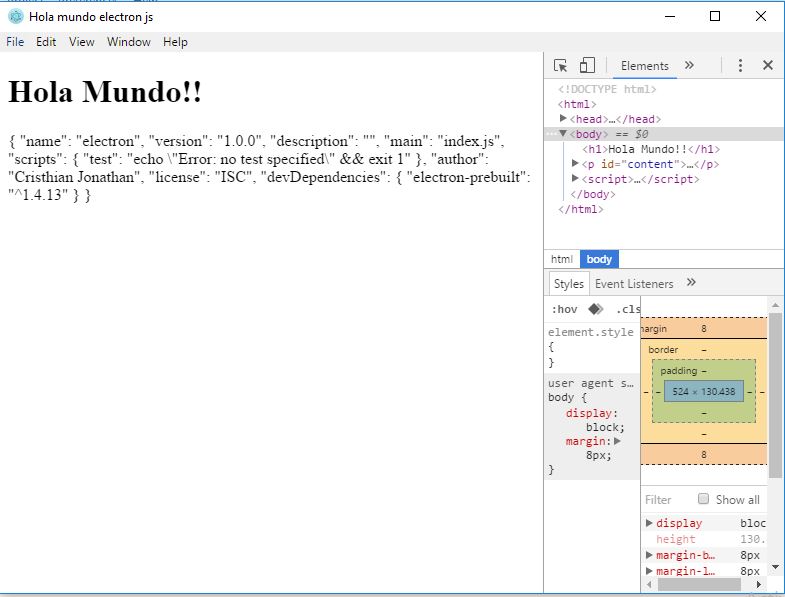 Hola mundo electron js
File Edit View Window Help
Hola Mundo!!
{ "name": "electron", "version": "1.0.0", "description": "", "main": "index.js",
"scripts": { "test": "echo \"Error: no test specified\" && exit 1" }, "author":
"Cristhian Jonathan", "license": "ISC", "devDependencies": { "electron-prebuilt":
"^1.4.13" } }
Elements »
<!DOCTYPE html>
<html>
<head>…</head>
<body> == $0
<h1>Hola Mundo!!</h1>
<p id="content">…</p>
<script>…</script>
</body>
</html>
html body
Styles Event Listeners »
:hov .cls
element.style
{
}
user agent s…
body {
display:
block;
margin:
8px;
}
margin 8
border –
padding –
– – 524 × 130.438 – –
–
–
8
Filter Show all
display bloc
height 130.
margin-b… 8px
margin-l… 8px